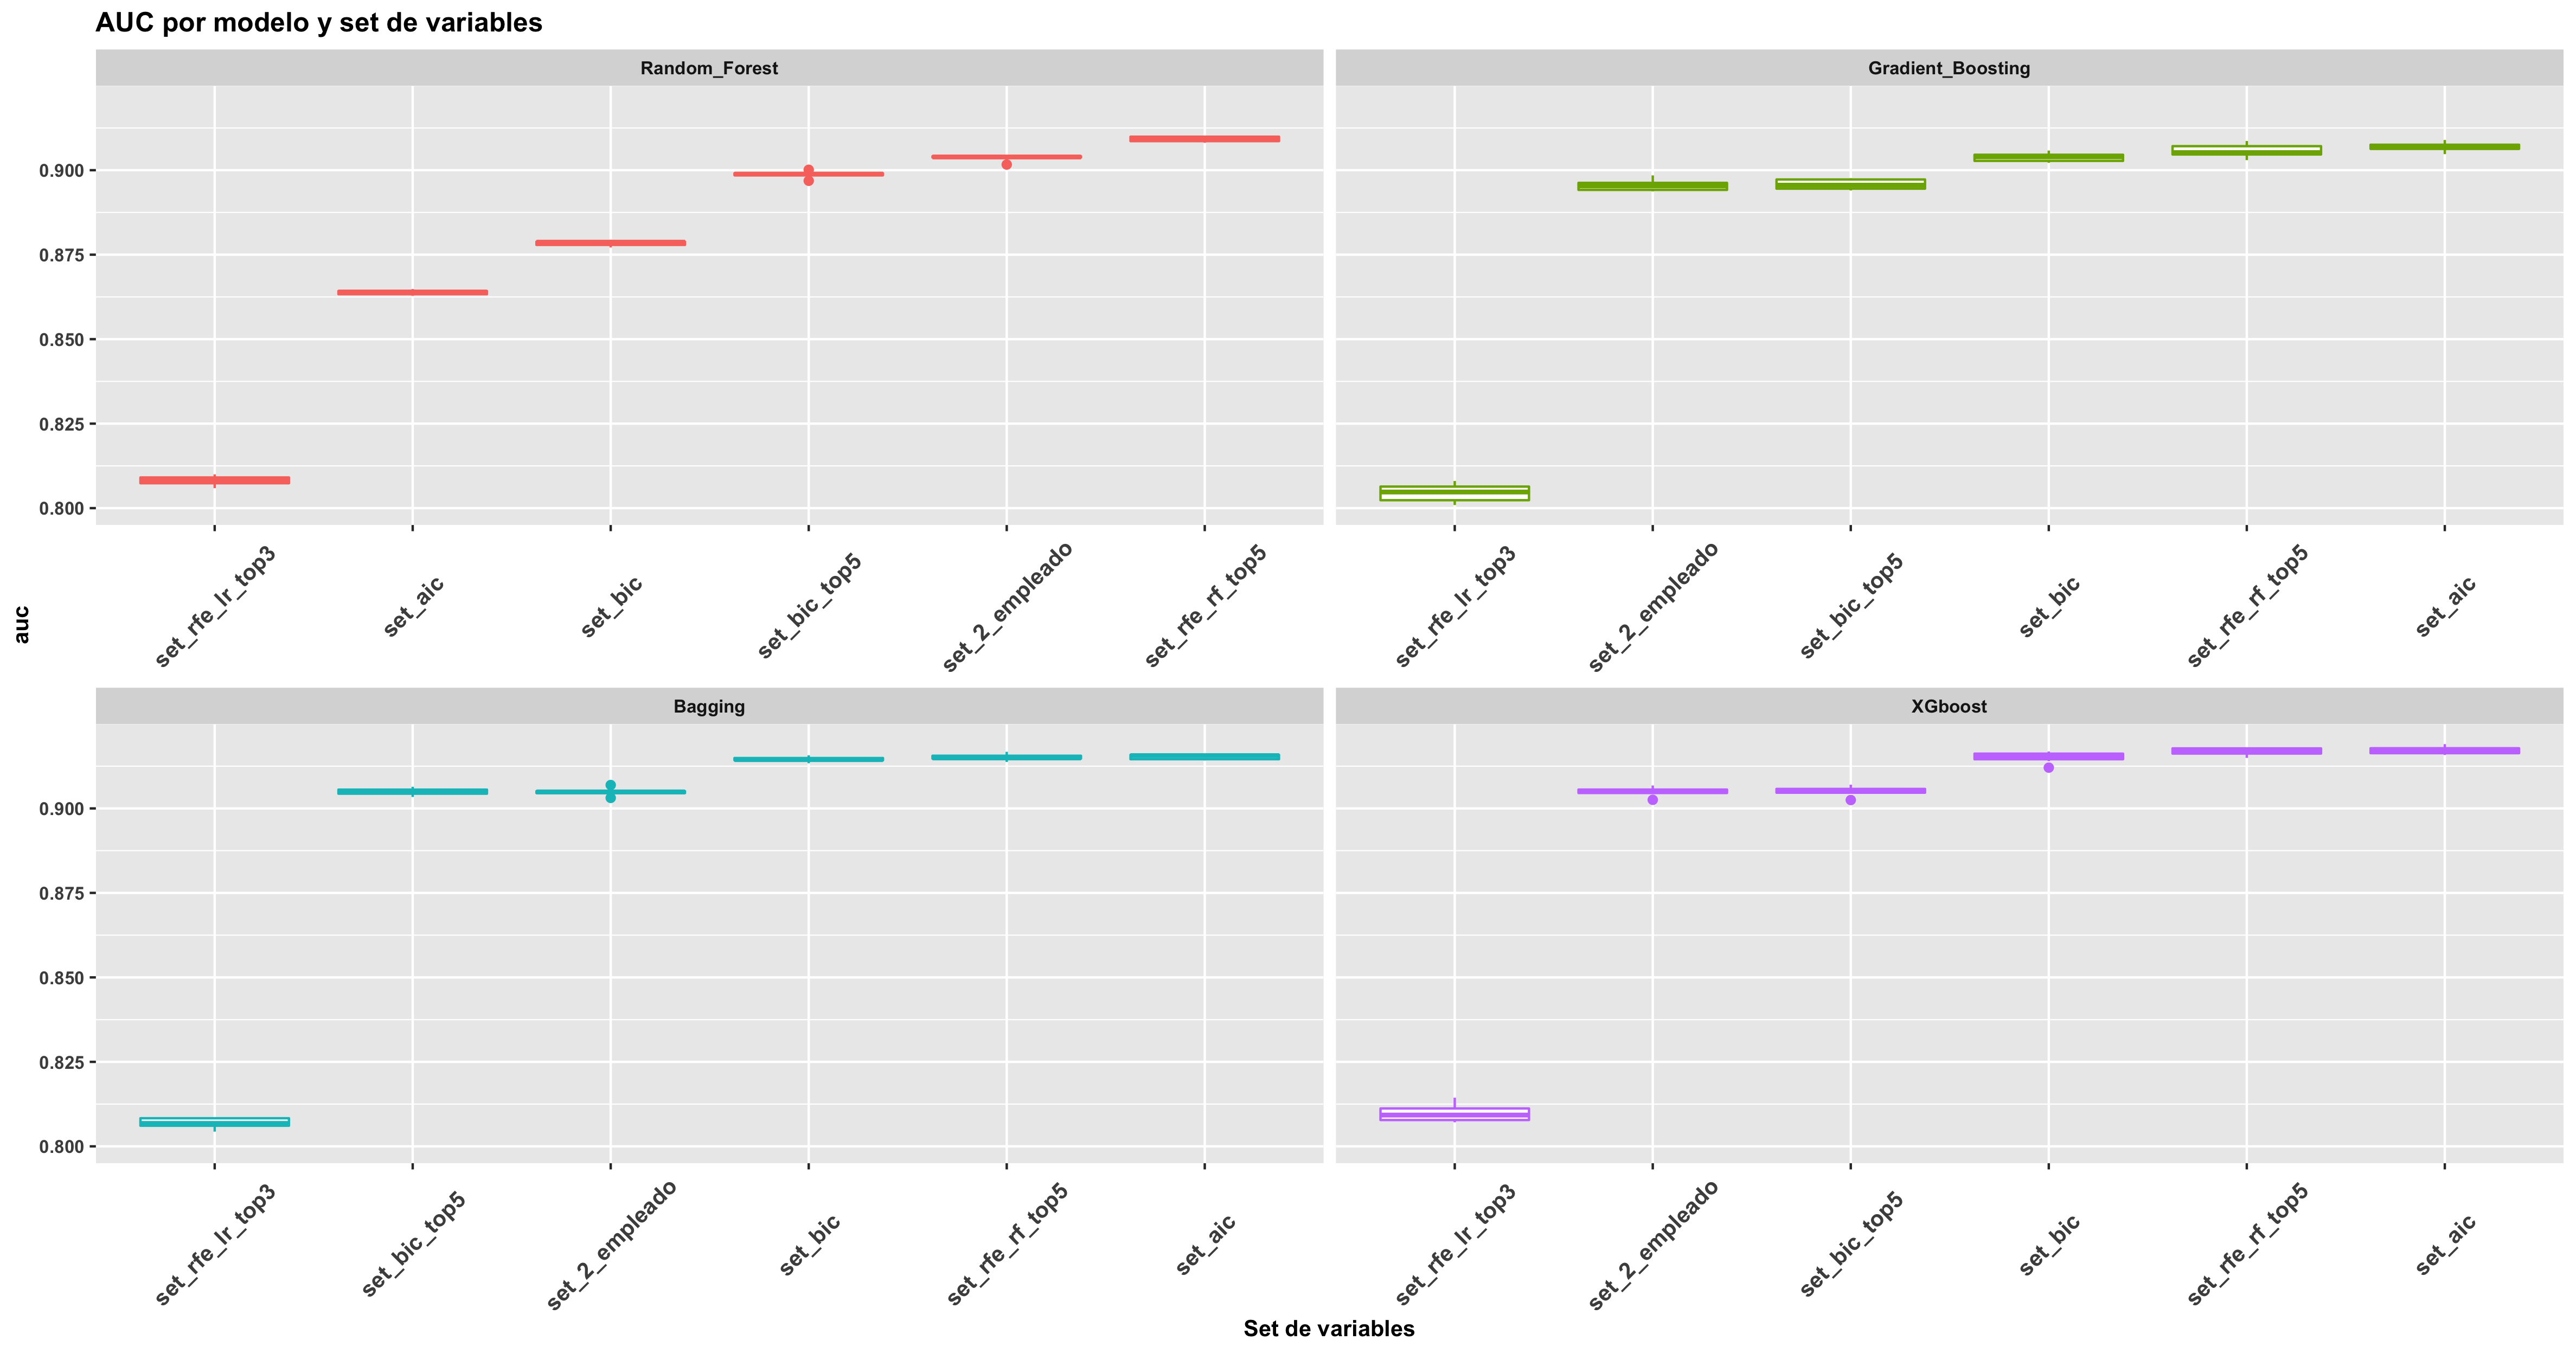 AUC por modelo y set de variables
Random_Forest
Gradient_Boosting
0.900
0.875
0.850
0.825
0.800
set_rfe_lr_top3
set_aic
set_bic
set_bic_top5
set_2_empleado
set_rfe_rf_top5
set_rfe_lr_top3
set_2_empleado
set_bic_top5
set_bic
set_rfe_rf_top5
set_aic
auc
Bagging
XGboost
0.900
0.875
0.850
0.825
0.800
set_rfe_lr_top3
set_bic_top5
set_2_empleado
set_bic
set_rfe_rf_top5
set_aic
set_rfe_lr_top3
set_2_empleado
set_bic_top5
set_bic
set_rfe_rf_top5
set_aic
Set de variables